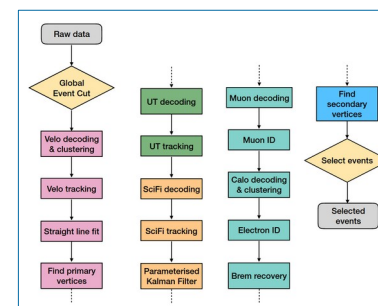 Raw data
Global
Event Cut
Velo decoding
& clustering
Velo tracking
Straight line fit
Find primary
vertices
UT decoding
UT tracking
SciFi decoding
SciFi tracking
Parameterised
Kalman Filter
Muon decoding
Muon ID
Calo decoding
& clustering
Electron ID
Brem recovery
Find
secondary
vertices
Select events
Selected
events